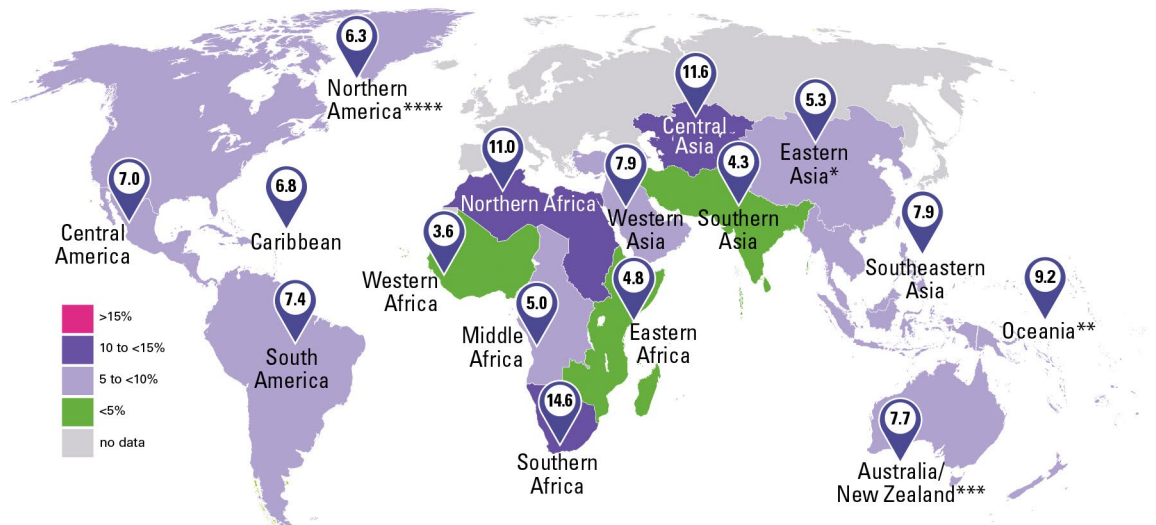 6.3
Northern
America****
11.6
Central
Asia
5.3
Eastern
Asia*
11.0
Northern Africa
7.9
Western
Asia
4.3
Southern
Asia
7.0
Central
America
6.8
Caribbean
3.6
Western
Africa
7.9
Southeastern
Asia
4.8
Eastern
Africa
9.2
Oceania**
7.4
South
America
5.0
Middle
Africa
>15%
10 to <15%
5 to <10%
<5%
no data
14.6
Southern
Africa
7.7
Australia/
New Zealand***